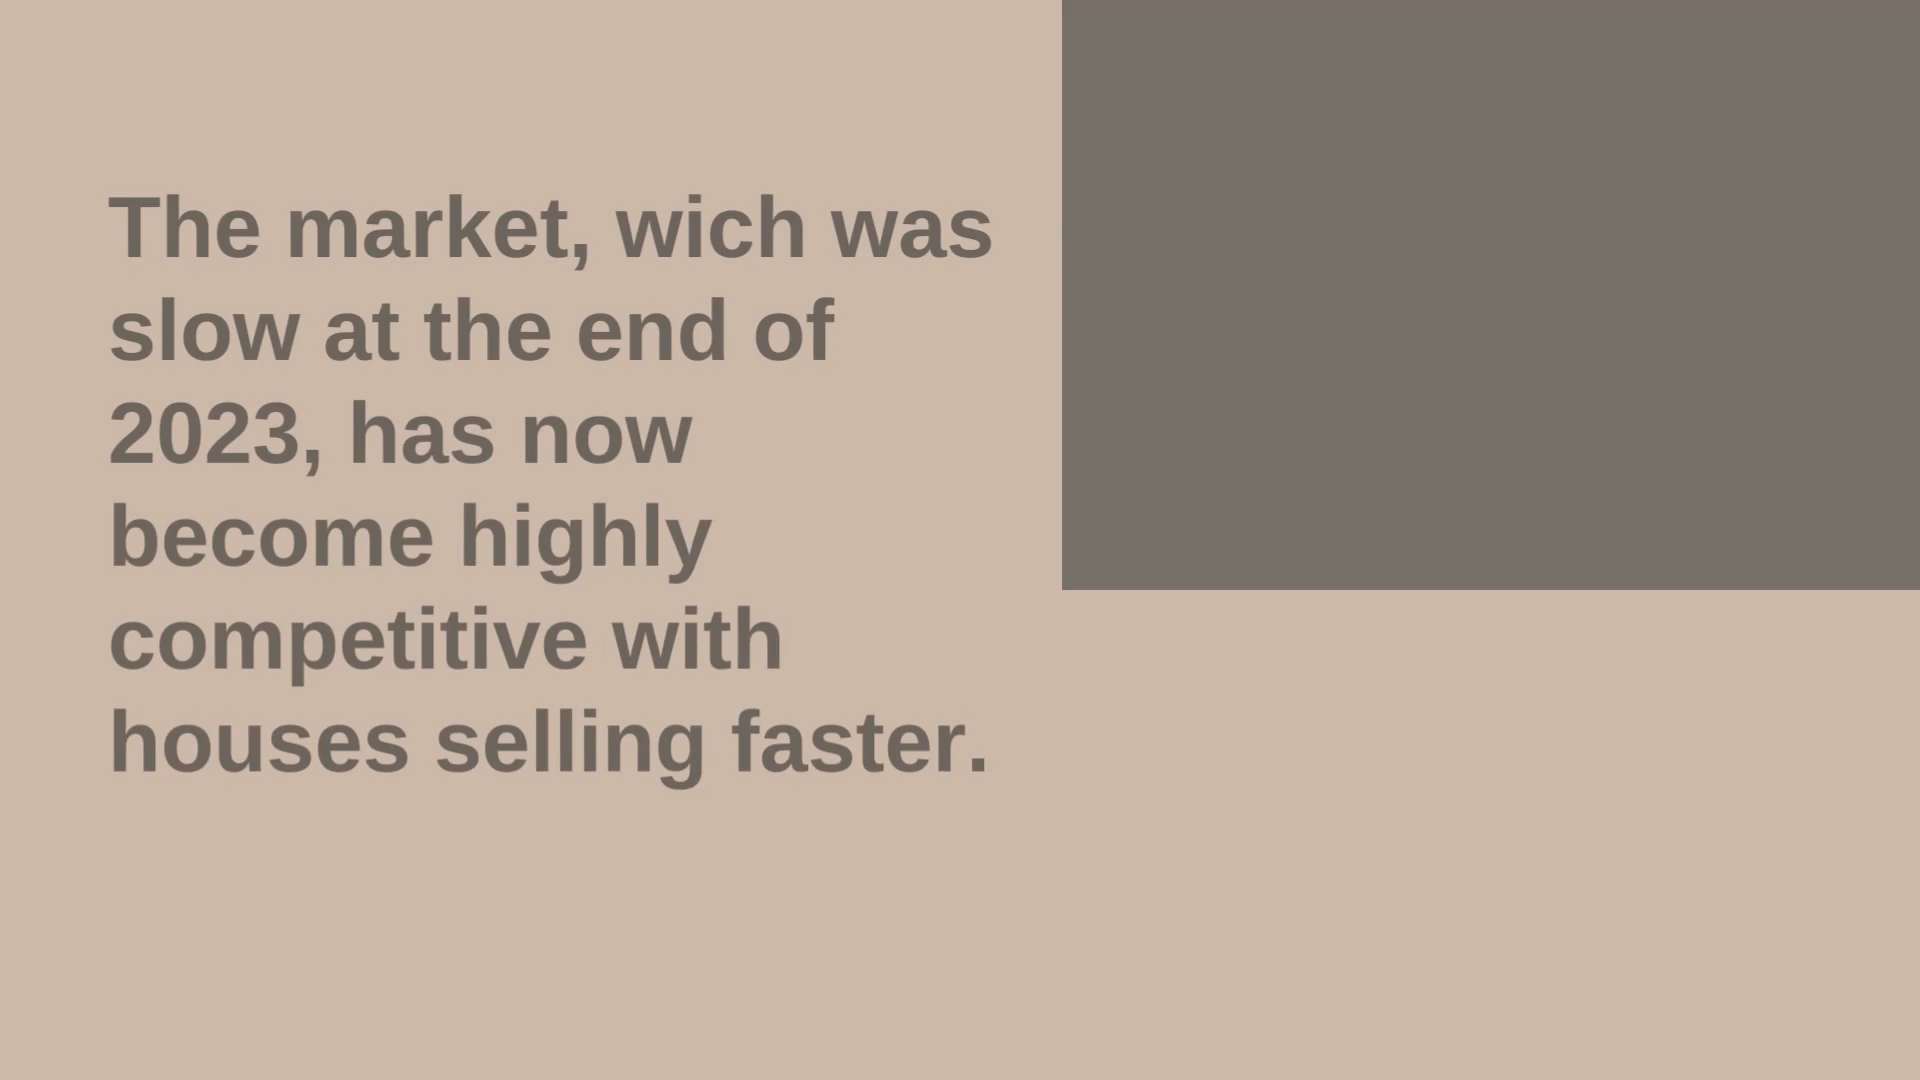 The market, wich was
slow at the end of
2023, has now
become highly
competitive with
houses selling faster.